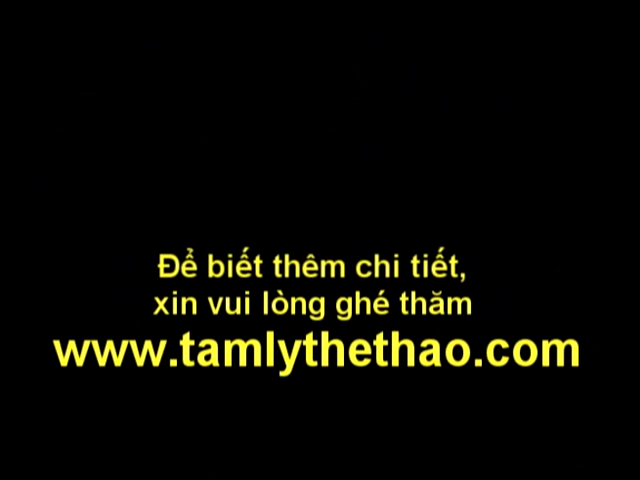 Để biết thêm chi tiết,
xin vui lòng ghé thăm
www.tamlythethao.com